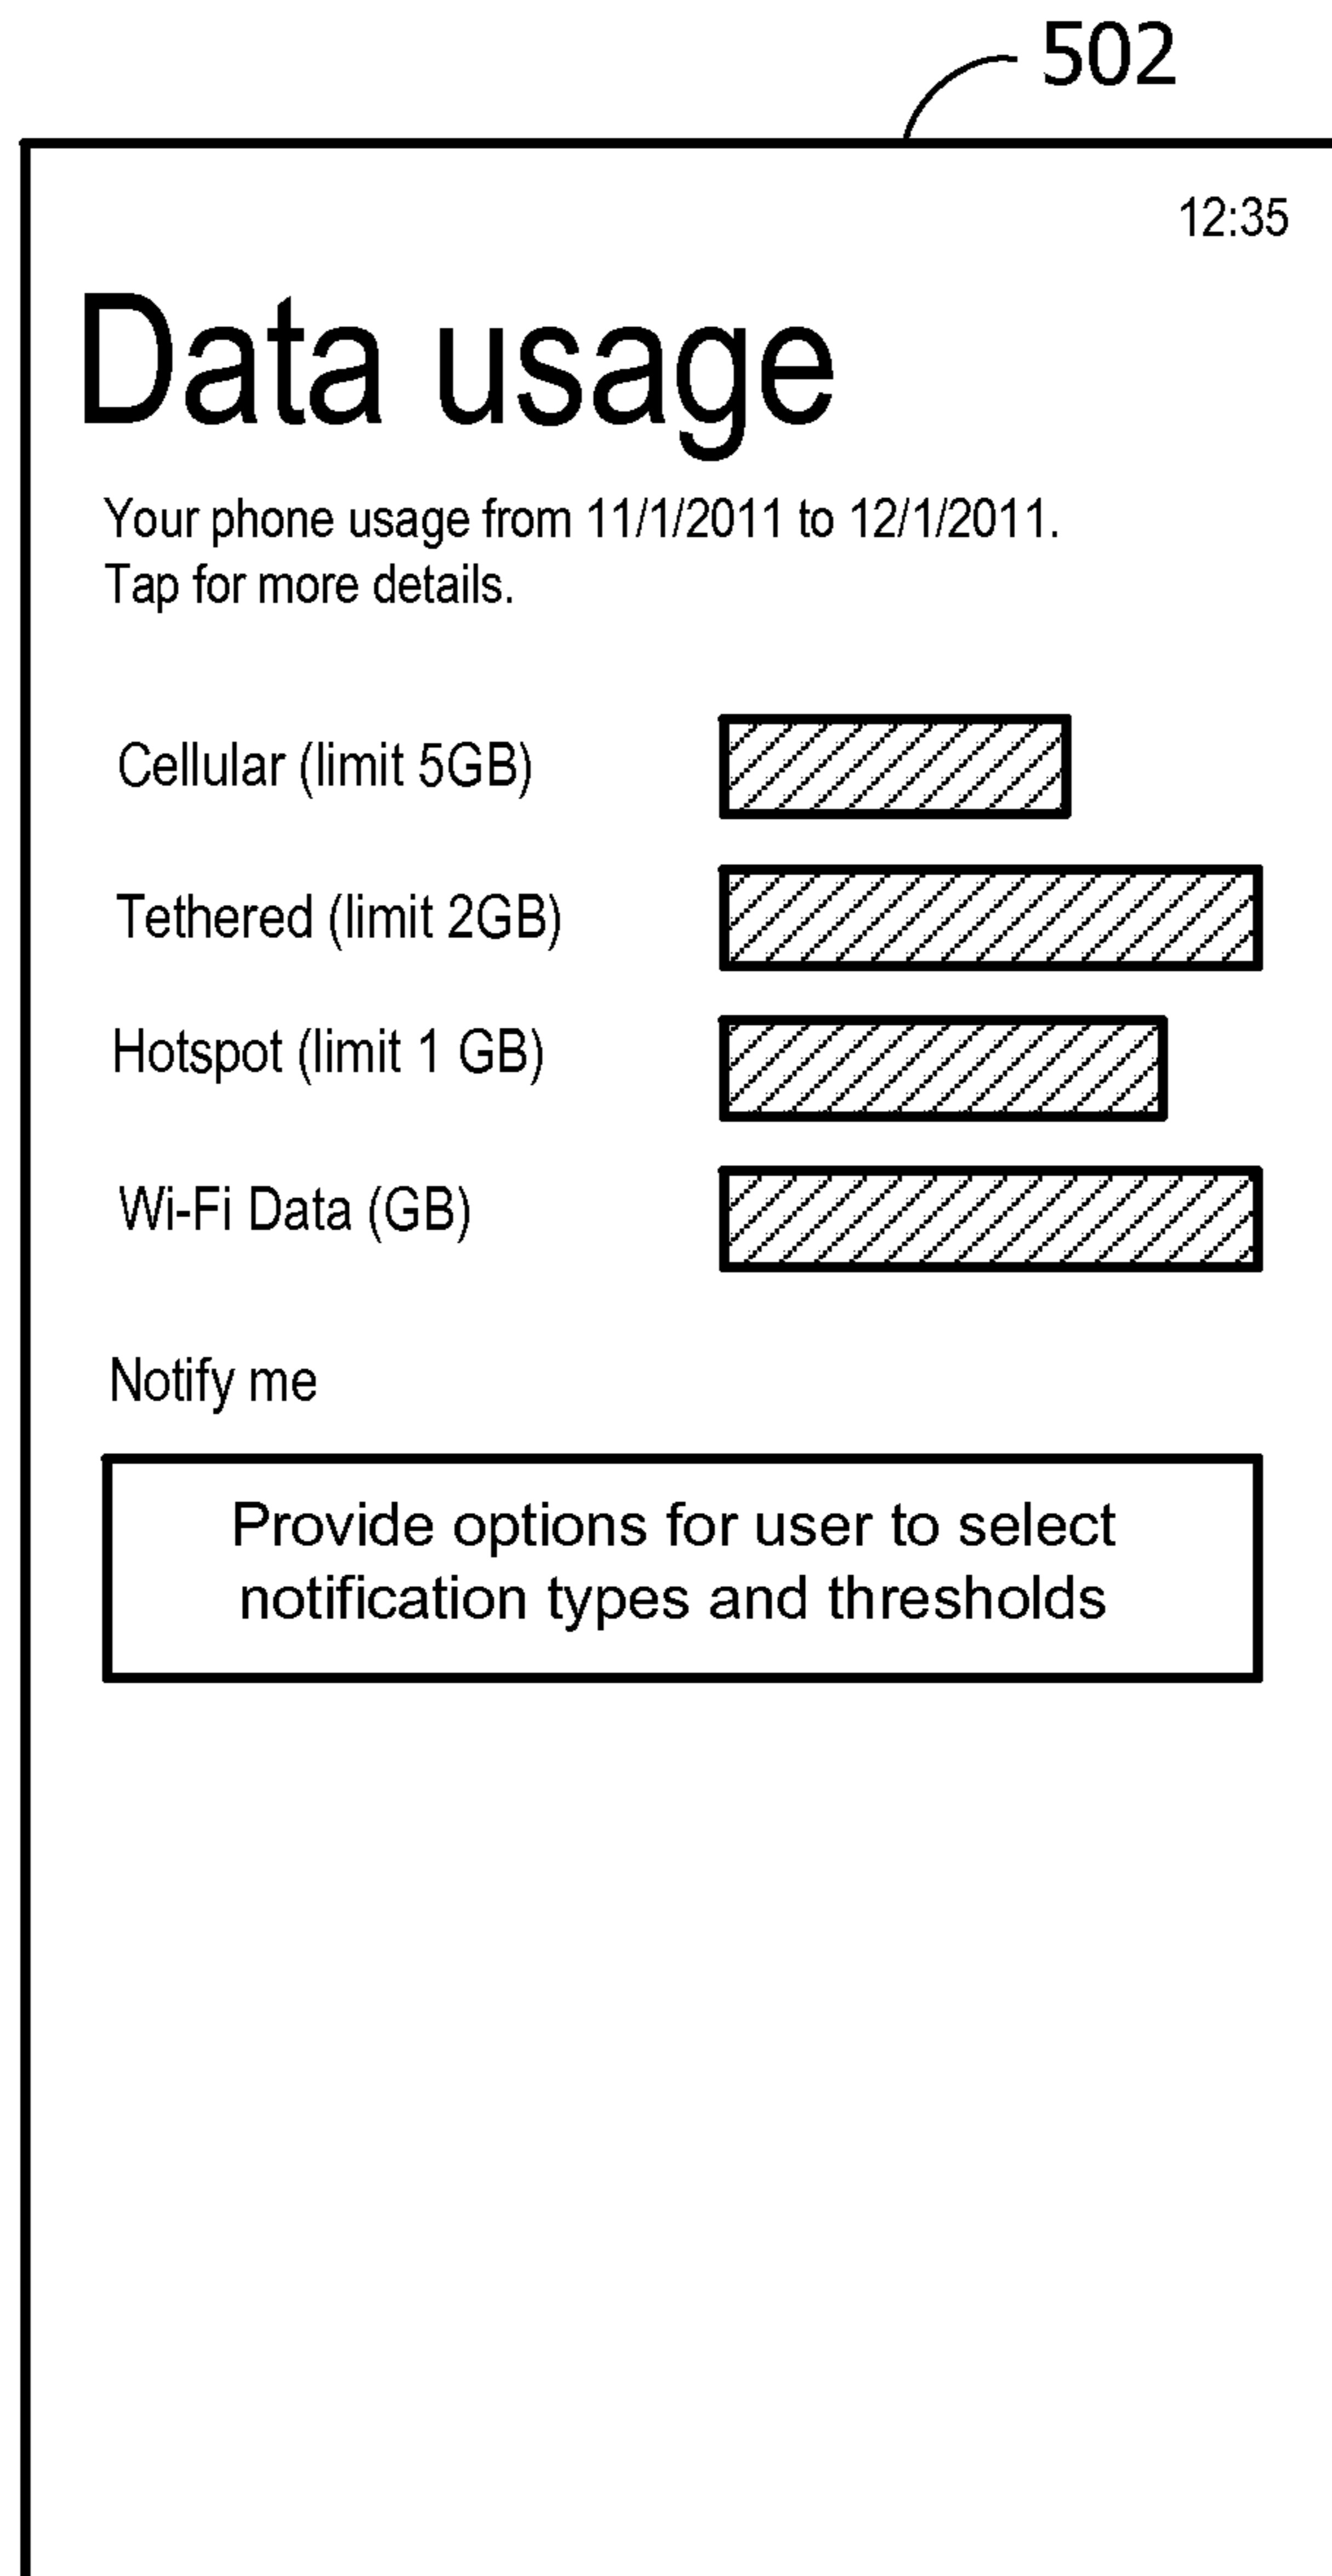 502
12:35
Data usage
Your phone usage from 11/1/2011 to 12/1/2011.
Tap for more details.
Cellular (limit 5GB)
Tethered (limit 2GB)
Hotspot (limit 1 GB)
Wi-Fi Data (GB)
Notify me
Provide options for user to select
notification types and thresholds